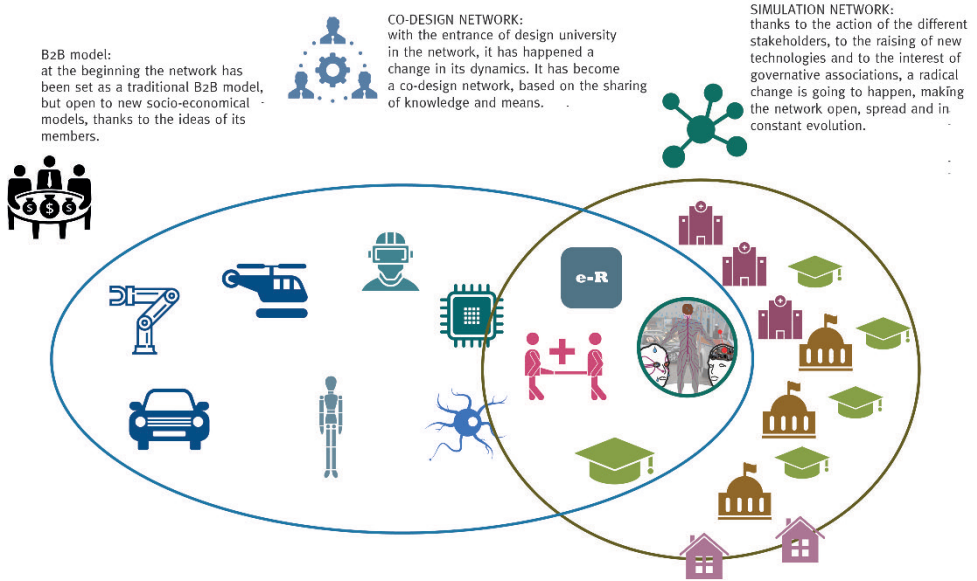 B2B model:
at the beginning the network has
been set as a traditional B2B model,
but open to new socio-economical
models, thanks to the ideas of its
members.
CO-DESIGN NETWORK:
with the entrance of design university
in the network, it has happened a
change in its dynamics. It has become
a co-design network, based on the sharing
of knowledge and means.
SIMULATION NETWORK:
thanks to the action of the different
stakeholders, to the raising of new
technologies and to the interest of
governative associations, a radical
change is going to happen, making
the network open, spread and in
constant evolution.
$ $ $
e-R